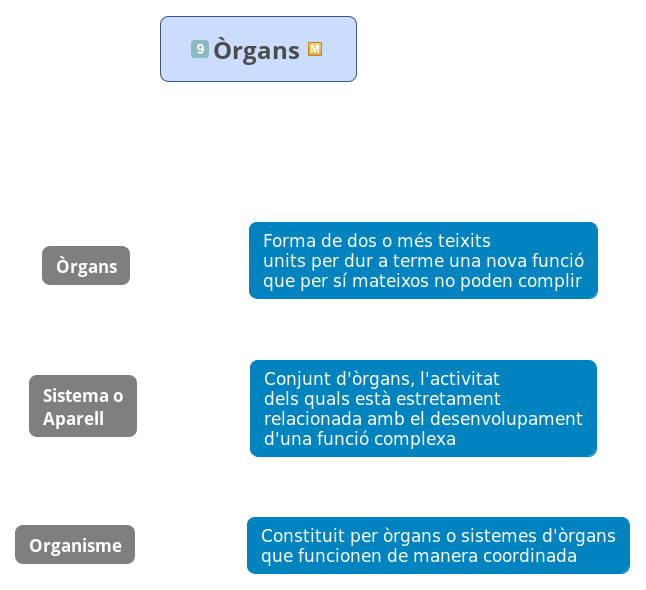 9 Òrgans M
Òrgans
Forma de dos o més teixits
units per dur a terme una nova funció
que per sí mateixos no poden complir
Sistema o
Aparell
Conjunt d'òrgans, l'activitat
dels quals està estretament
relacionada amb el desenvolupament
d'una funció complexa
Organisme
Constituit per òrgans o sistemes d'òrgans
que funcionen de manera coordinada